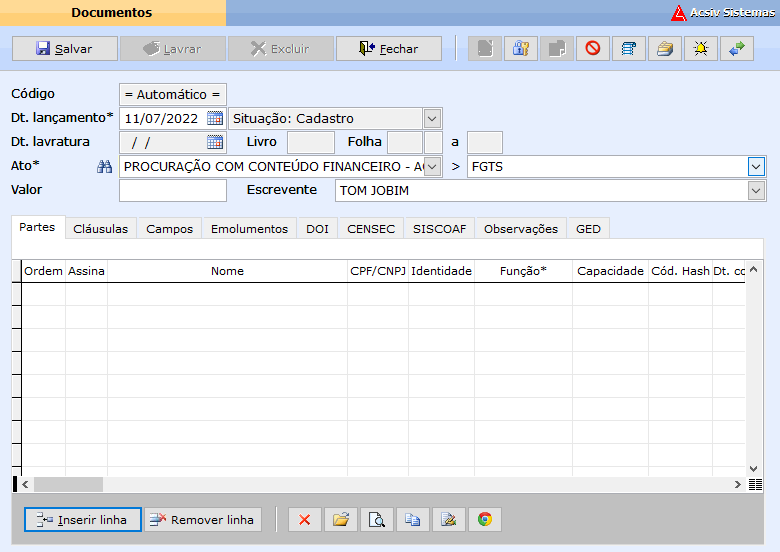 Documentos
Acsiv Sistemas
Salvar Lavrar Excluir Fechar
Código = Automático =
Dt. lançamento* 11/07/2022 Situação: Cadastro
Dt. lavratura / / Livro Folha a
Ato* PROCURAÇÃO COM CONTEÚDO FINANCEIRO - > FGTS
Valor Escrevente TOM JOBIM
Partes Cláusulas Campos Emolumentos DOI CENSEC SISCOAF Observações GED
Ordem Assina Nome CPF/CNPJ Identidade Função* Capacidade Cód. Hash Dt. co
Inserir linha Remover linha